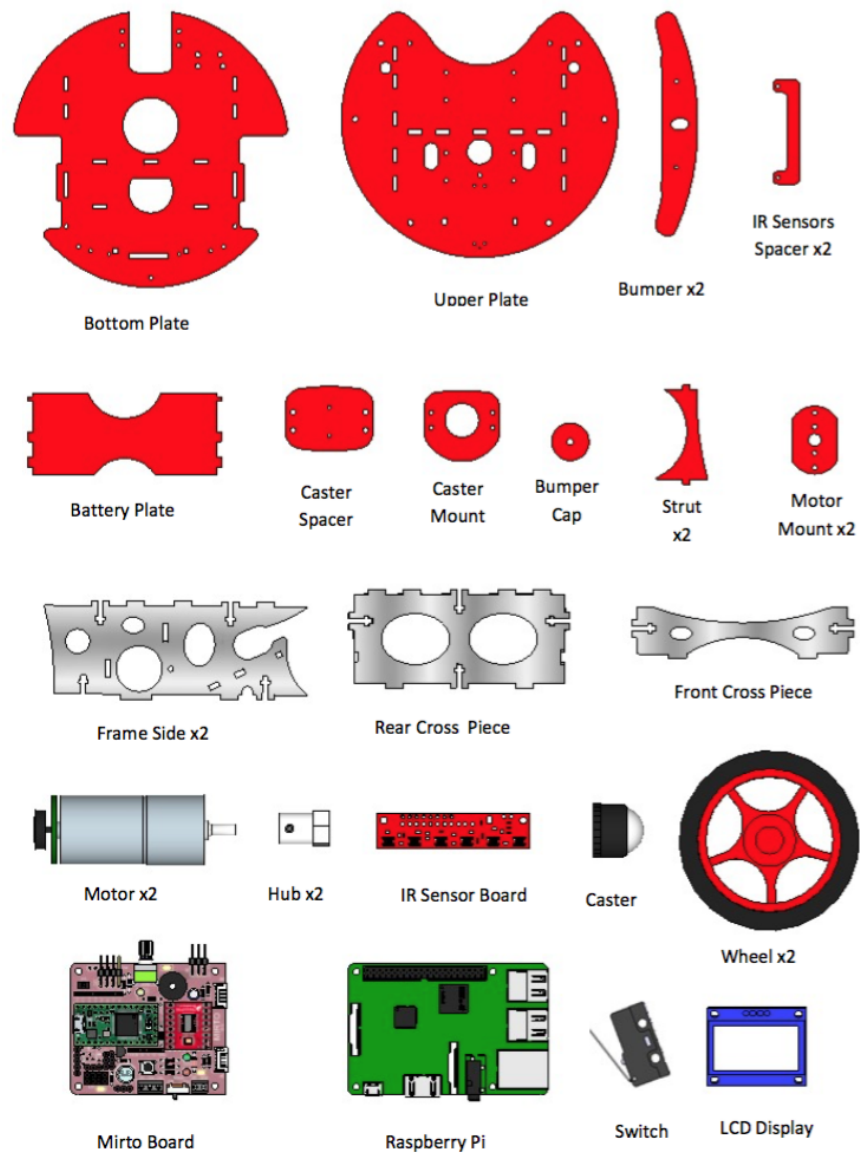 Bottom Plate
Upper Plate
Bumper x2
IR Sensors
Spacer x2
Battery Plate
Caster
Spacer
Caster
Mount
Bumper
Cap
Strut
x2
Motor
Mount x2
Frame Side x2
Rear Cross Piece
Front Cross Piece
Motor x2
Hub x2
IR Sensor Board
Caster
Wheel x2
Mirto Board
Raspberry Pi
Switch
LCD Display